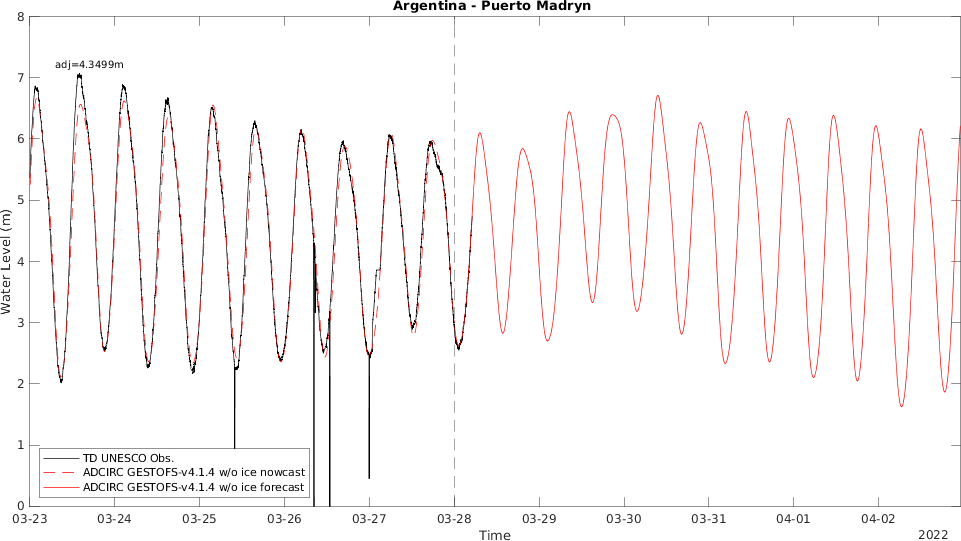 Argentina - Puerto Madryn
adj=4.3499m
8
7
6
5
4
3
2
1
0
Water Level (m)
TD UNESCO Obs.
ADCIRC GESTOFS-v4.1.4 w/o ice nowcast
ADCIRC GESTOFS-v4.1.4 w/o ice forecast
03-23 03-24 03-25 03-26 03-27 03-28 03-29 03-30 03-31 04-01 04-02
Time
2022